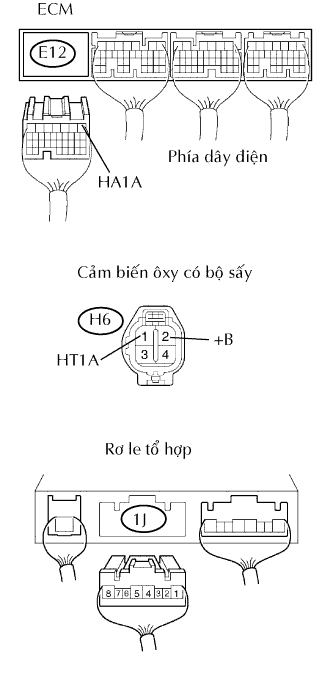 ECM
E12
Phía dây điện
HA1A
Cảm biến ôxy có bộ sấy
H6
1 2
+B
HT1A
3 4
Rơ le tổ hợp
1J
8 7 6 5 4 3 2 1